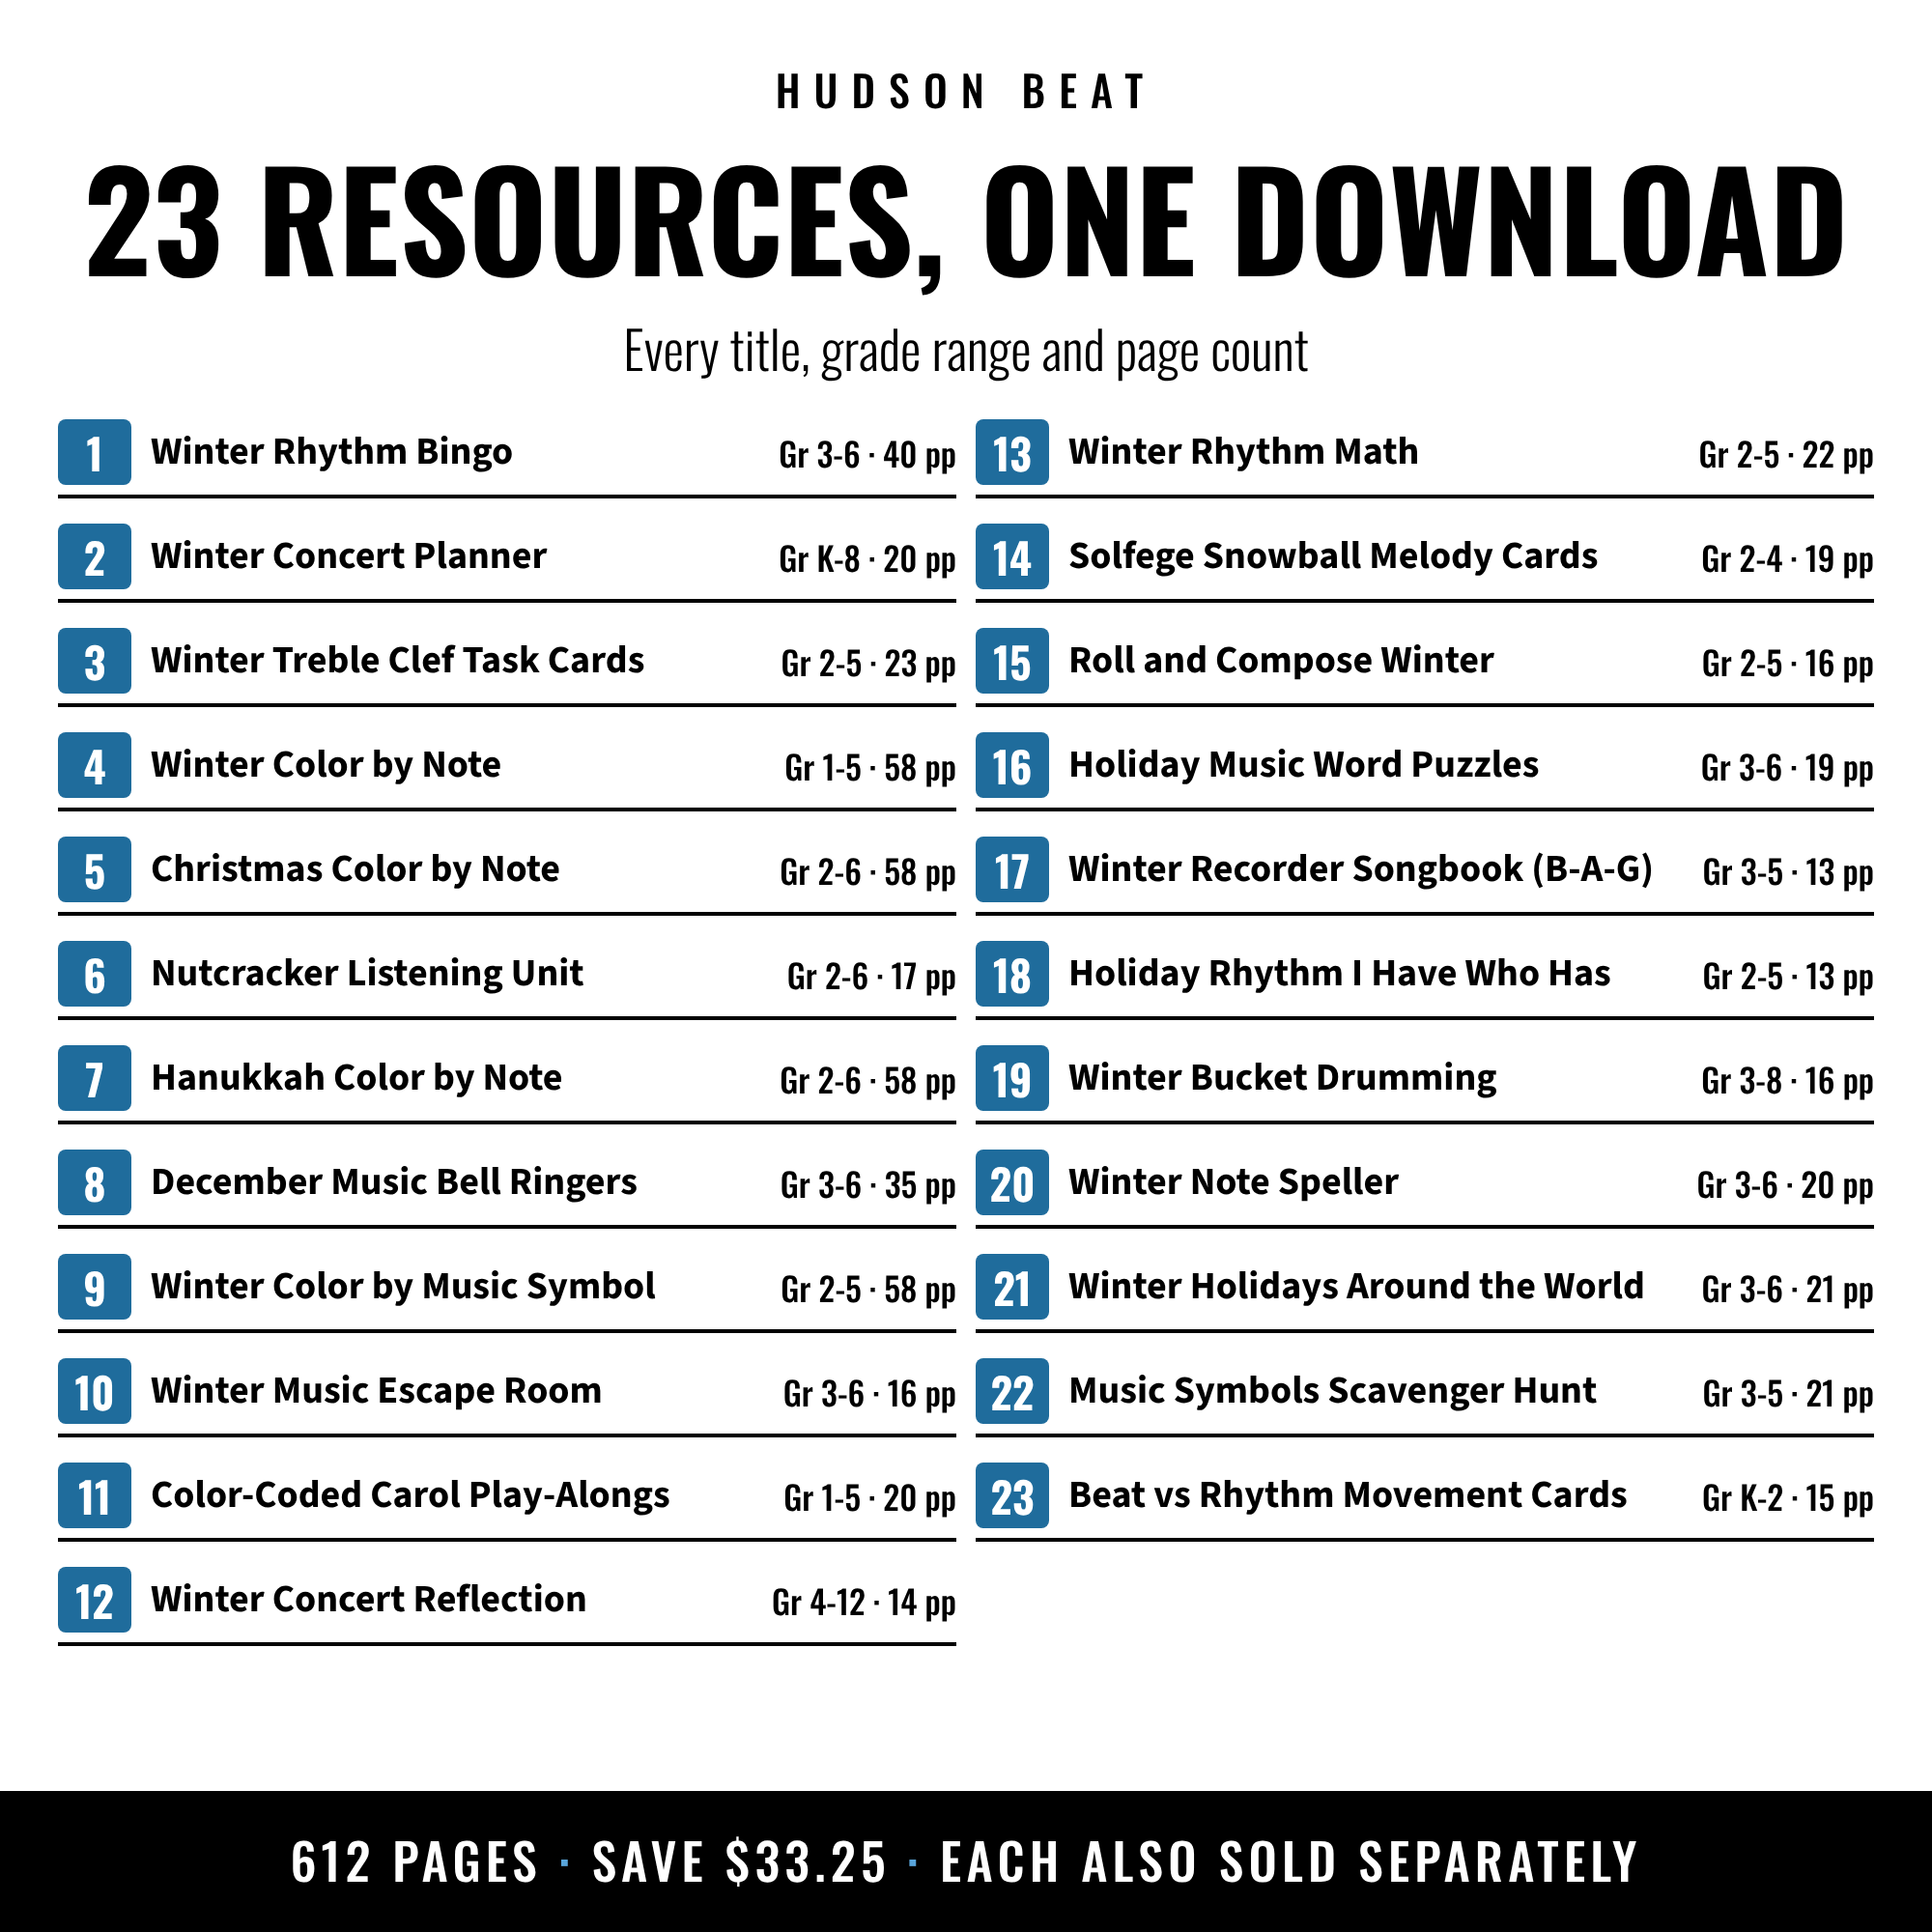 HUDSON BEAT
23 RESOURCES, ONE DOWNLOAD
Every title, grade range and page count
1 Winter Rhythm Bingo Gr 3-6 · 40 pp
2 Winter Concert Planner Gr K-8 · 20 pp
3 Winter Treble Clef Task Cards Gr 2-5 · 23 pp
4 Winter Color by Note Gr 1-5 · 58 pp
5 Christmas Color by Note Gr 2-6 · 58 pp
6 Nutcracker Listening Unit Gr 2-6 · 17 pp
7 Hanukkah Color by Note Gr 2-6 · 58 pp
8 December Music Bell Ringers Gr 3-6 · 35 pp
9 Winter Color by Music Symbol Gr 2-5 · 58 pp
10 Winter Music Escape Room Gr 3-6 · 16 pp
11 Color-Coded Carol Play-Alongs Gr 1-5 · 20 pp
12 Winter Concert Reflection Gr 4-12 · 14 pp
13 Winter Rhythm Math Gr 2-5 · 22 pp
14 Solfege Snowball Melody Cards Gr 2-4 · 19 pp
15 Roll and Compose Winter Gr 2-5 · 16 pp
16 Holiday Music Word Puzzles Gr 3-6 · 19 pp
17 Winter Recorder Songbook (B-A-G) Gr 3-5 · 13 pp
18 Holiday Rhythm I Have Who Has Gr 2-5 · 13 pp
19 Winter Bucket Drumming Gr 3-8 · 16 pp
20 Winter Note Speller Gr 3-6 · 20 pp
21 Winter Holidays Around the World Gr 3-6 · 21 pp
22 Music Symbols Scavenger Hunt Gr 3-5 · 21 pp
23 Beat vs Rhythm Movement Cards Gr K-2 · 15 pp
612 PAGES · SAVE $33.25 · EACH ALSO SOLD SEPARATELY